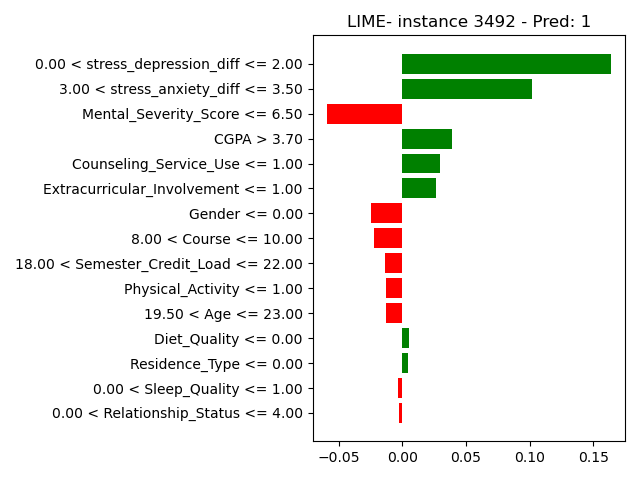 LIME- instance 3492 - Pred: 1
0.00 < stress_depression_diff <= 2.00
3.00 < stress_anxiety_diff <= 3.50
Mental_Severity_Score <= 6.50
CGPA > 3.70
Counseling_Service_Use <= 1.00
Extracurricular_Involvement <= 1.00
Gender <= 0.00
8.00 < Course <= 10.00
18.00 < Semester_Credit_Load <= 22.00
Physical_Activity <= 1.00
19.50 < Age <= 23.00
Diet_Quality <= 0.00
Residence_Type <= 0.00
0.00 < Sleep_Quality <= 1.00
0.00 < Relationship_Status <= 4.00
−0.05 0.00 0.05 0.10 0.15